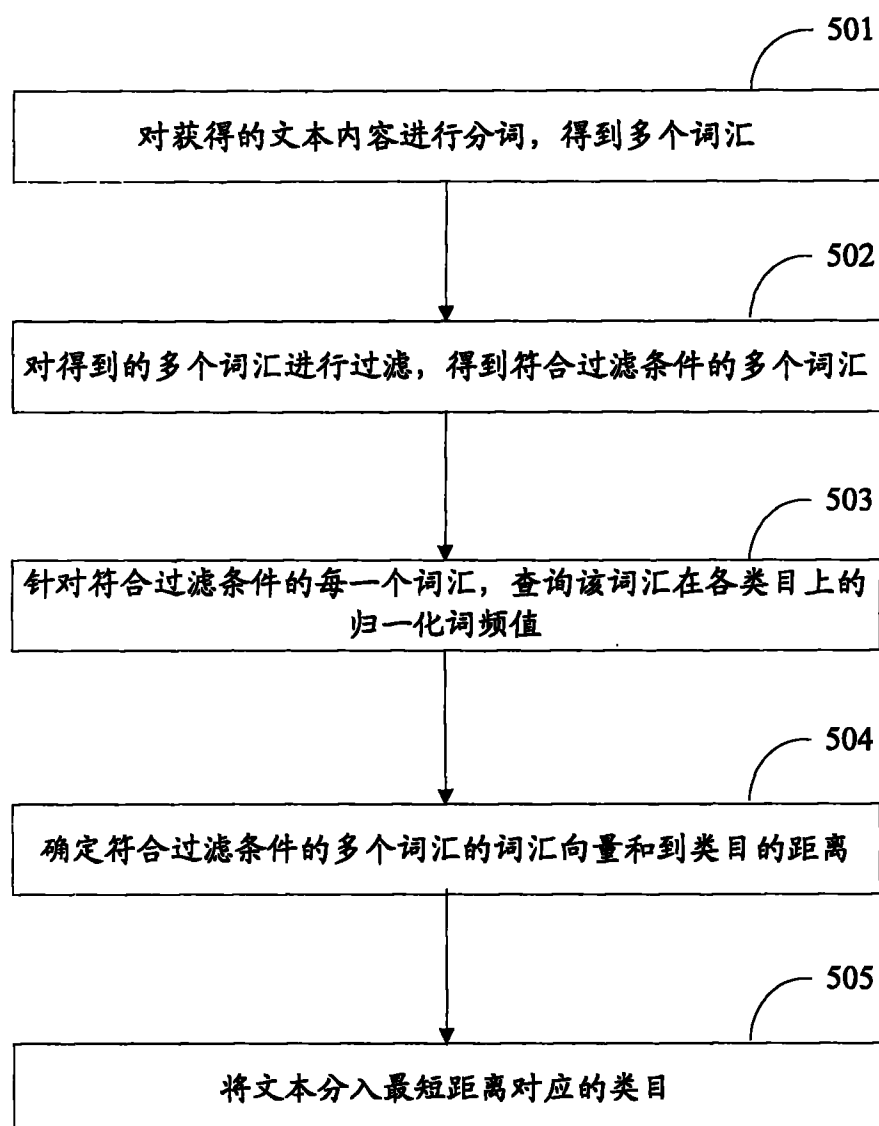 501
对获得的文本内容进行分词，得到多个词汇
502
对得到的多个词汇进行过滤，得到符合过滤条件的多个词汇
503
针对符合过滤条件的每一个词汇，查询该词汇在各类目上的
归一化词频值
504
确定符合过滤条件的多个词汇的词汇向量和到类目的距离
505
将文本分入最短距离对应的类目